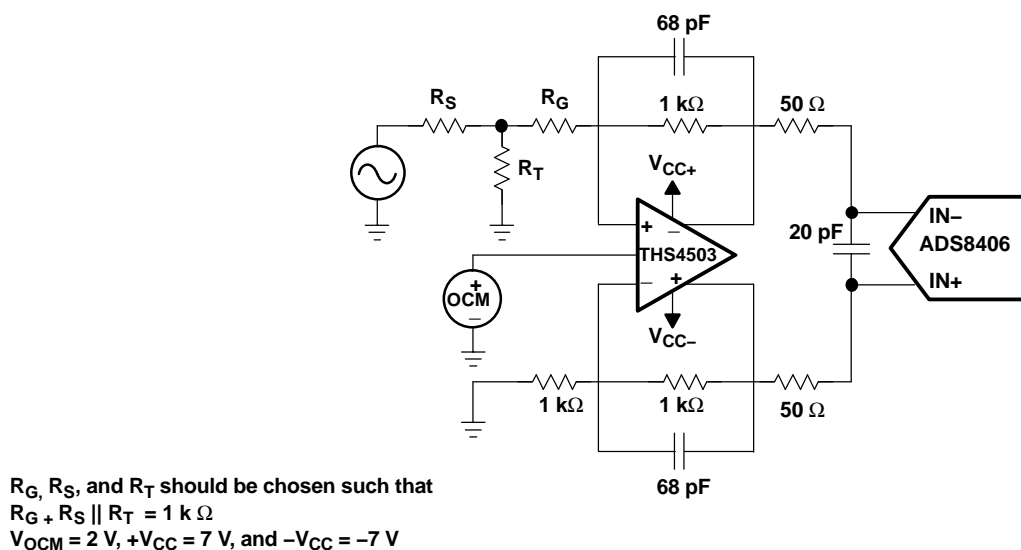 68 pF
R_S
R_G
1 kΩ
50 Ω
R_T
V_CC+
IN–
+
–
20 pF
ADS8406
THS4503
+
OCM
–
–
+
IN+
V_CC–
1 kΩ
1 kΩ
50 Ω
68 pF
R_G, R_S, and R_T should be chosen such that
R_G + R_S || R_T = 1 k Ω
V_OCM = 2 V, +V_CC = 7 V, and –V_CC = –7 V